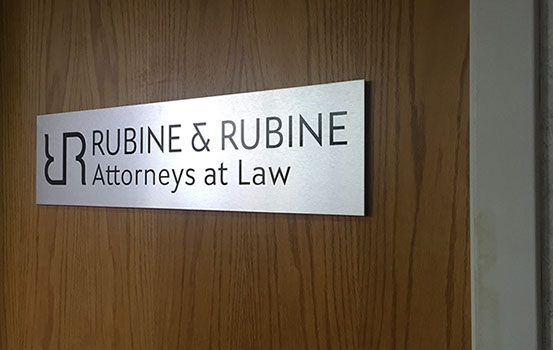 RUBINE & RUBINE
Attorneys at Law